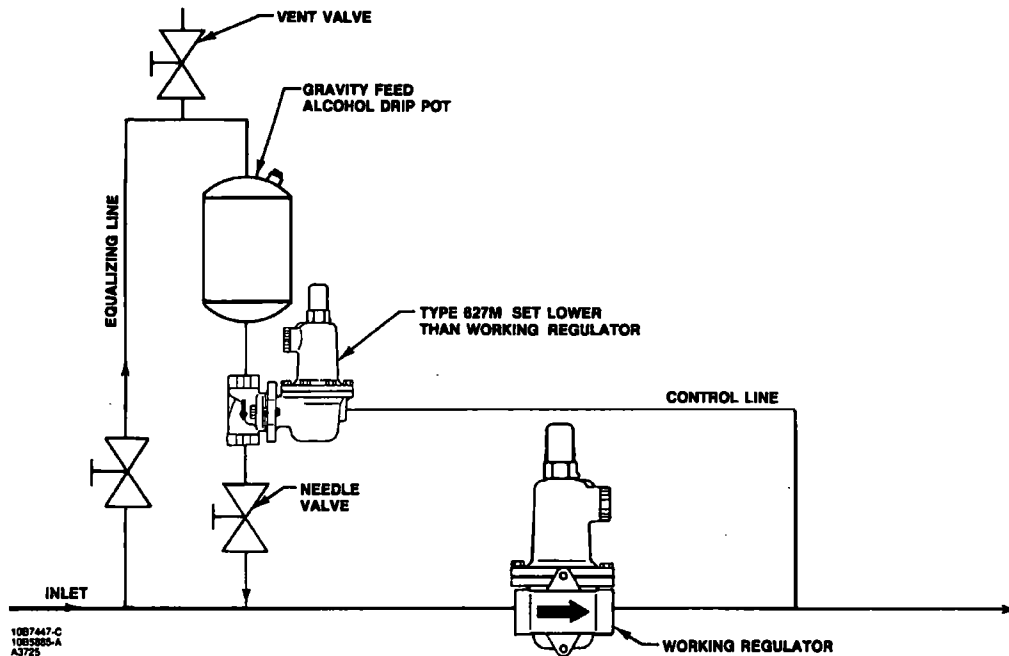 VENT VALVE
GRAVITY FEED
ALCOHOL DRIP POT
EQUALIZING LINE
TYPE 627M SET LOWER
THAN WORKING REGULATOR
CONTROL LINE
NEEDLE
VALVE
INLET
WORKING REGULATOR
10B7447-C
10B5885-A
A3725